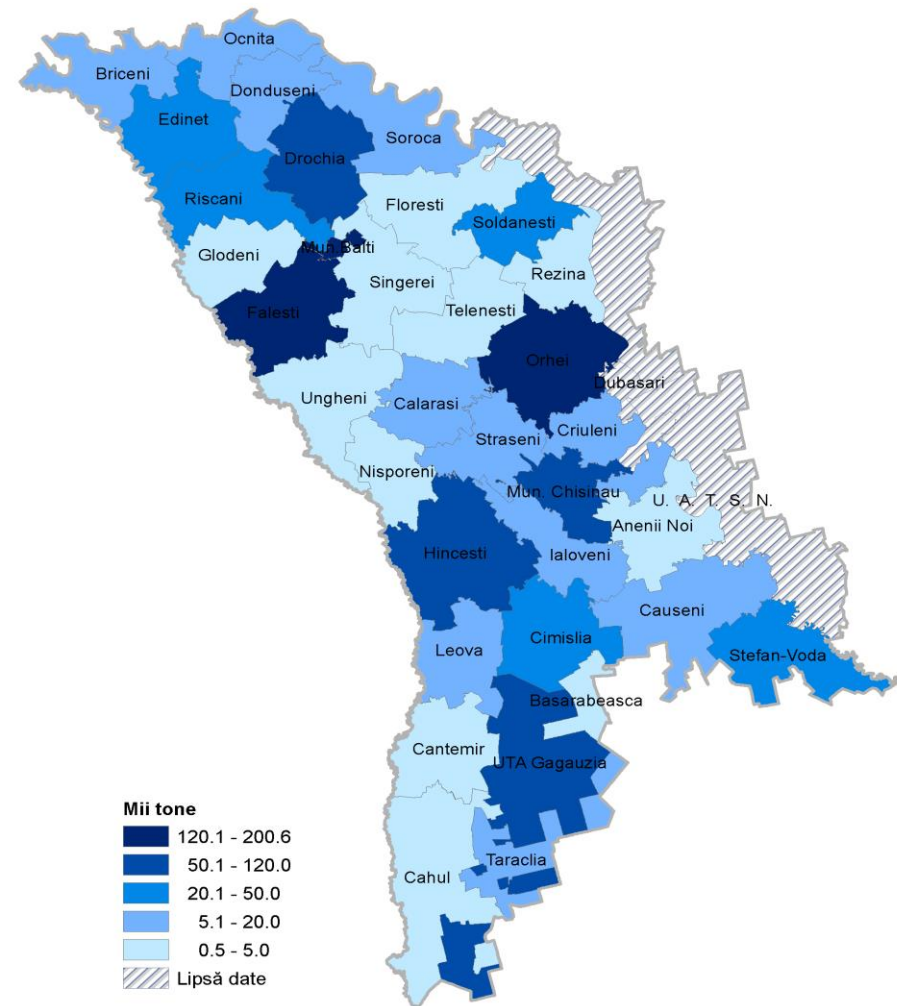 Ocnita
Briceni
Donduseni
Edinet
Soroca
Drochia
Riscani
Floresti
Soldanesti
Mun.Balti
Glodeni
Rezina
Singerei
Telenesti
Falesti
Orhei
Dubasari
Ungheni
Calarasi
Criuleni
Straseni
Nisporeni
Mun. Chisinau
U. A. T. S. N.
Anenii Noi
Hincesti
Ialoveni
Causeni
Cimislia
Leova
Stefan-Voda
Basarabeasca
Cantemir
UTA Gagauzia
Mii tone
120.1 - 200.6
50.1 - 120.0
Taraclia
Cahul
20.1 - 50.0
5.1 - 20.0
0.5 - 5.0
Lipsă date